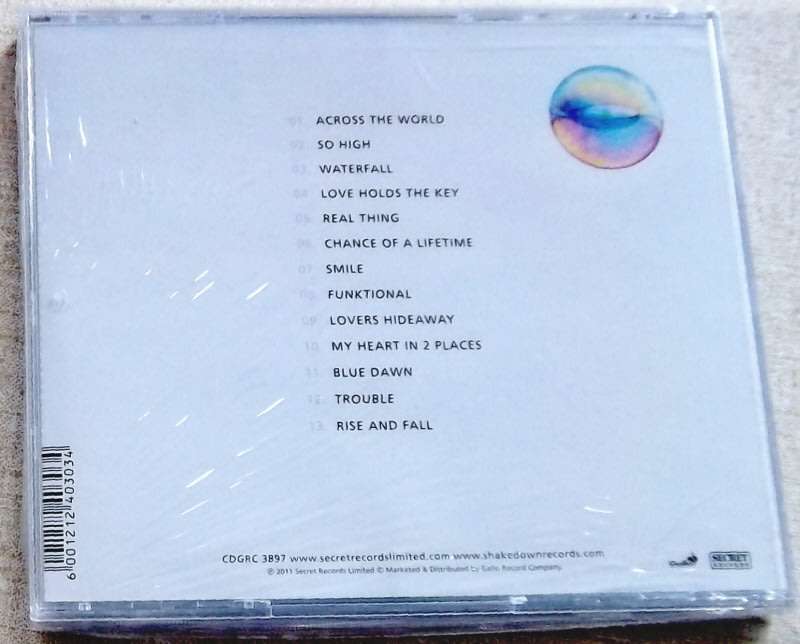 01. ACROSS THE WORLD
02. SO HIGH
03. WATERFALL
04. LOVE HOLDS THE KEY
05. REAL THING
06. CHANCE OF A LIFETIME
07. SMILE
08. FUNKTIONAL
09. LOVERS HIDEAWAY
10. MY HEART IN 2 PLACES
11. BLUE DAWN
12. TROUBLE
13. RISE AND FALL
6 001212 403034
CDGRC 3897 www.secretrecordslimited.com www.shakedownrecords.com
℗ 2011 Secret Records Limited © Marketed & Distributed by Gallo Record Company.
SECRET
RECORDS